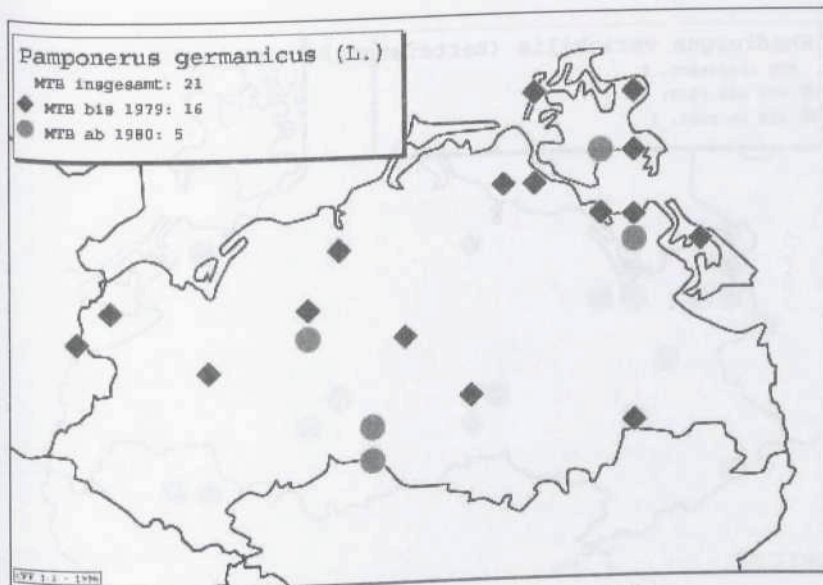 Pamponerus germanicus (L.)
MTB insgesamt: 21
MTB bis 1979: 16
MTB ab 1980: 5